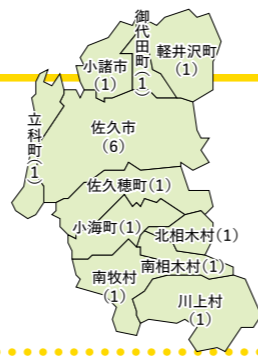 御代田町(1)
軽井沢町
(1)
小諸市
(1)
立科町(1)
佐久市
(6)
佐久穂町(1)
小海町(1)
北相木村(1)
南相木村(1)
南牧村
(1)
川上村
(1)